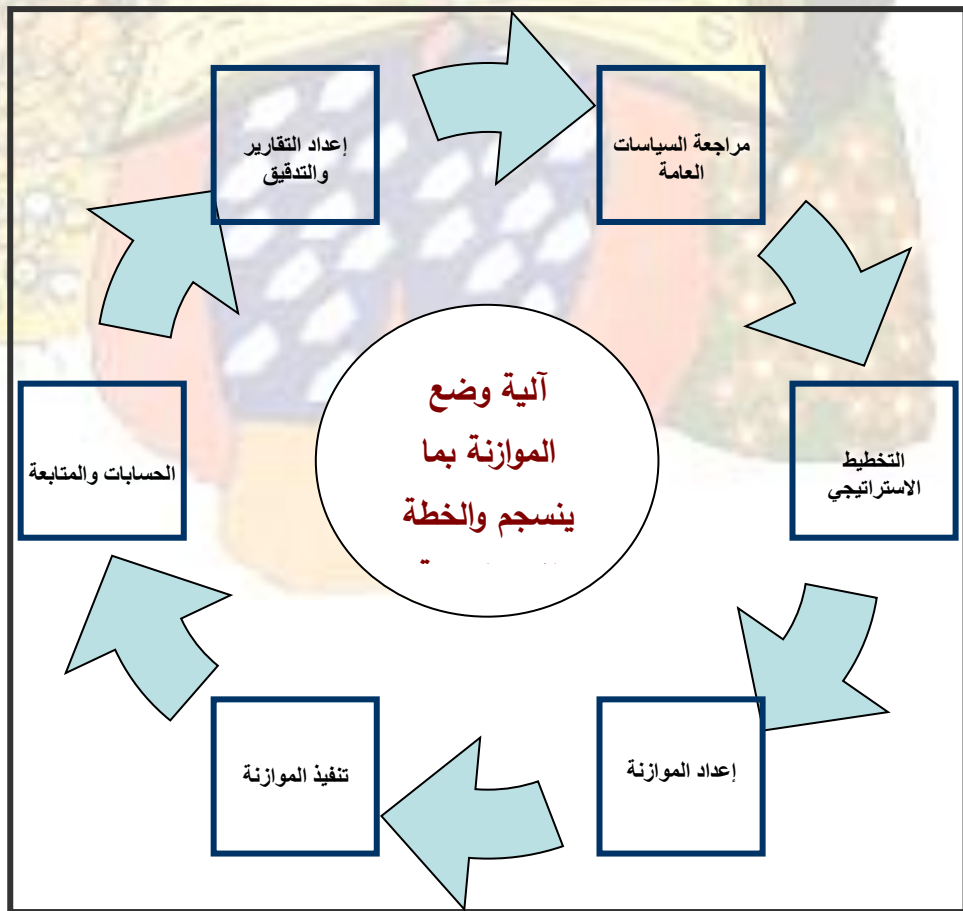 إعداد التقارير
والتدقيق
مراجعة السياسات
العامة
التخطيط
الاستراتيجي
إعداد الموازنة
تنفيذ الموازنة
الحسابات والمتابعة
آلية وضع
الموازنة بما
ينسجم والخطة